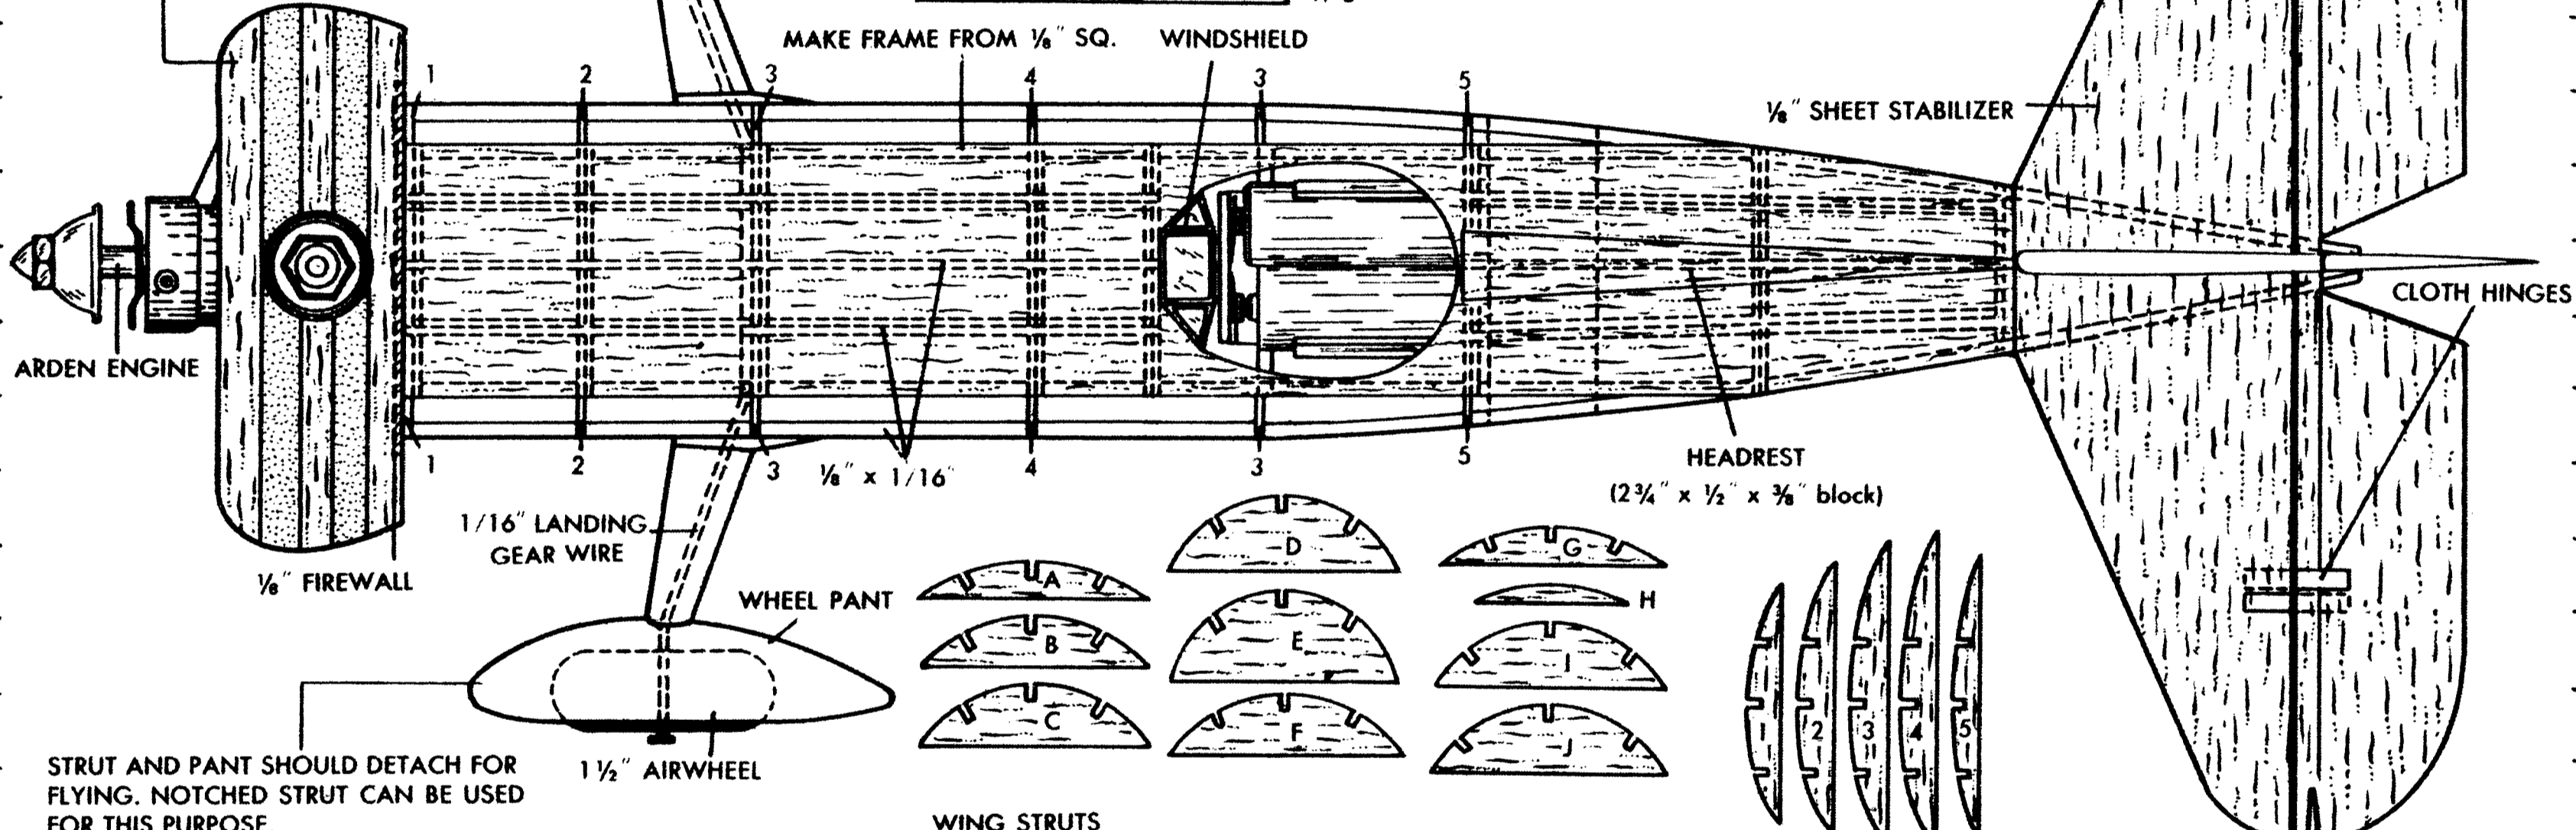 MAKE FRAME FROM ⅛" SQ.
WINDSHIELD
1 2 3 4 3 5
⅛" SHEET STABILIZER
CLOTH HINGES
ARDEN ENGINE
1 2 3 4 3 5
⅛" x 1/16"
HEADREST
(2¾" x ½" x ⅜" block)
1/16" LANDING
GEAR WIRE
⅛" FIREWALL
WHEEL PANT
A
B
C
D
E
F
G
H
I
J
1 2 3 4 5
1½" AIRWHEEL
STRUT AND PANT SHOULD DETACH FOR
FLYING. NOTCHED STRUT CAN BE USED
FOR THIS PURPOSE.
WING STRUTS